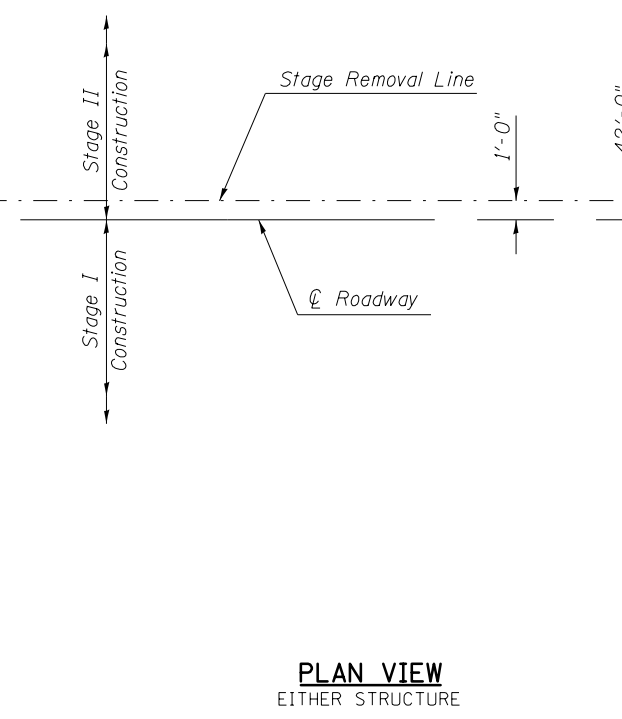 Stage Removal Line
Stage II
Construction
1'-0"
Stage I
Construction
℄ Roadway
PLAN VIEW
EITHER STRUCTURE